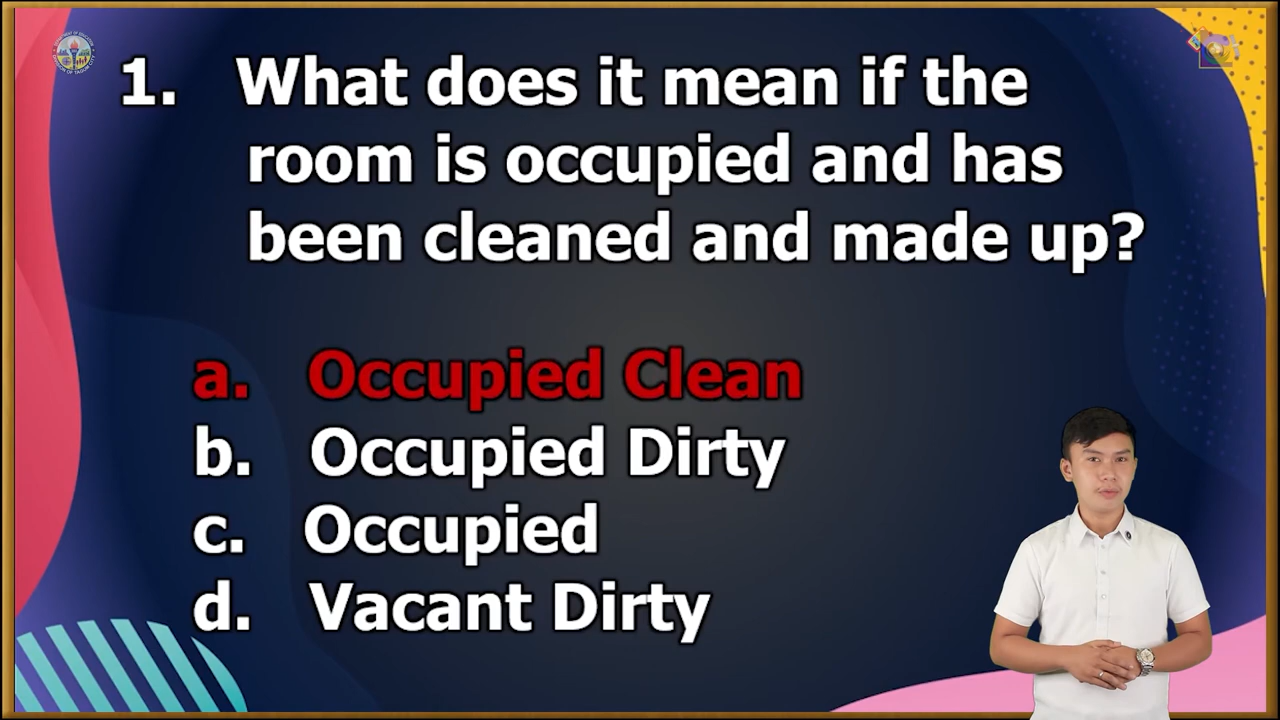 1. What does it mean if the
room is occupied and has
been cleaned and made up?
a. Occupied Clean
b. Occupied Dirty
c. Occupied
d. Vacant Dirty